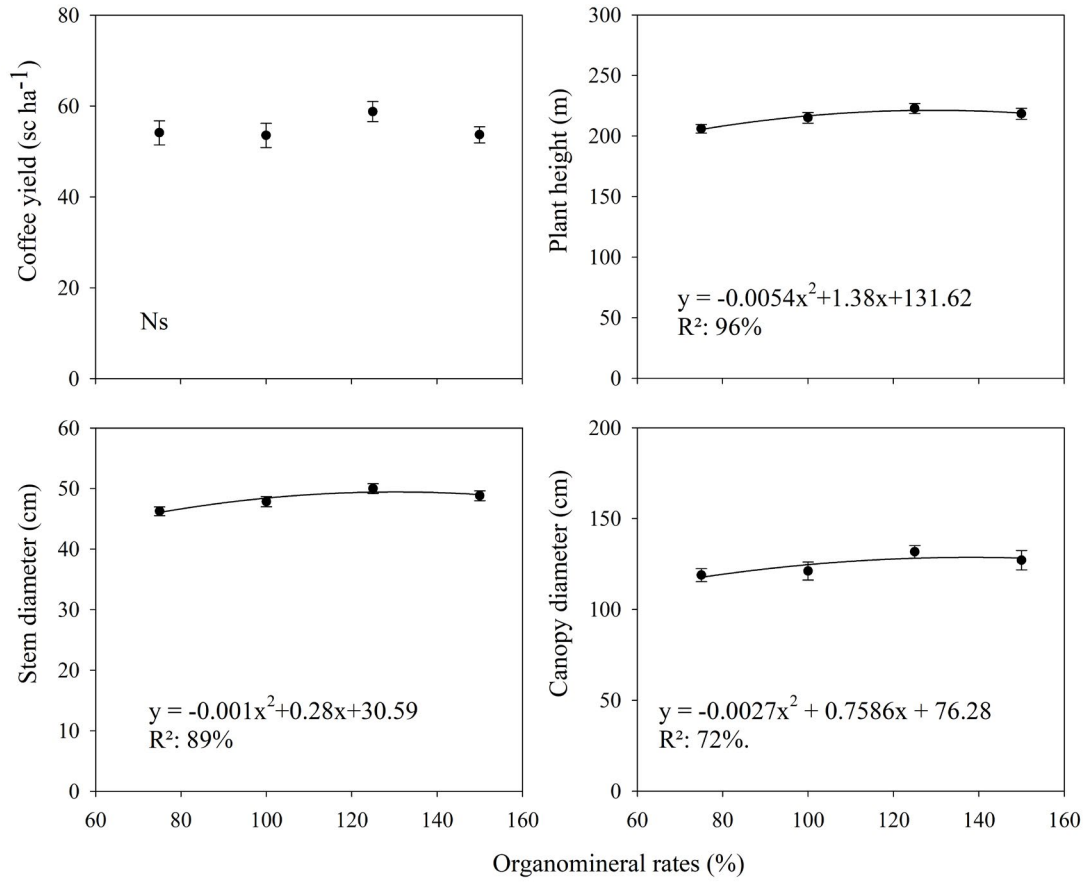 80
60
40
20
0
Coffee yield (sc ha⁻¹)
Ns
300
250
200
150
100
50
0
Plant height (m)
y = -0.0054x²+1.38x+131.62
R²: 96%
60
50
40
30
20
10
0
Stem diameter (cm)
y = -0.001x²+0.28x+30.59
R²: 89%
60 80 100 120 140 160
200
150
100
50
0
Canopy diameter (cm)
y = -0.0027x² + 0.7586x + 76.28
R²: 72%.
60 80 100 120 140 160
Organomineral rates (%)